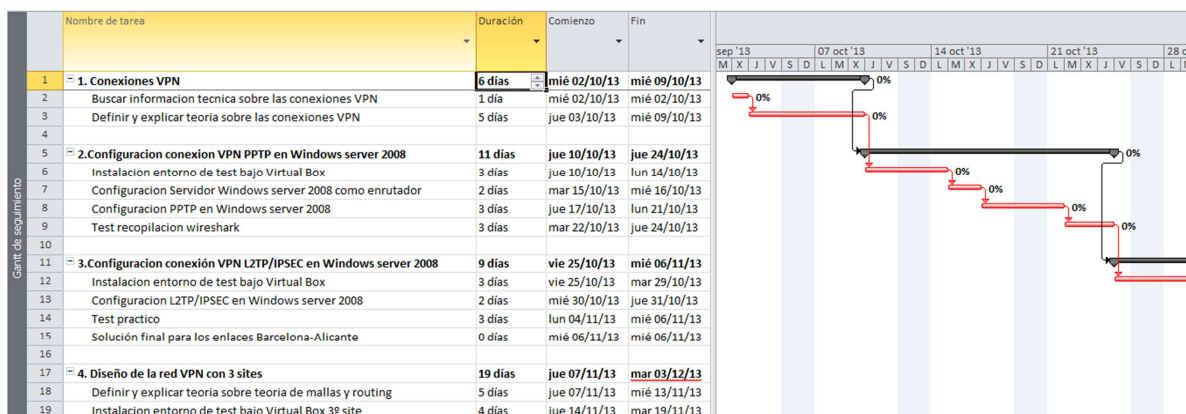 Nombre de tarea Duración Comienzo Fin
sep '13 07 oct '13 14 oct '13 21 oct '13 28
M X J V S D L M X J V S D L M X J V S D L M X J V S D L
1 1. Conexiones VPN 6 días mié 02/10/13 mié 09/10/13 0%
2 Buscar informacion tecnica sobre las conexiones VPN 1 día mié 02/10/13 mié 02/10/13 0%
3 Definir y explicar teoria sobre las conexiones VPN 5 días jue 03/10/13 mié 09/10/13 0%
4
5 2.Configuracion conexion VPN PPTP en Windows server 2008 11 días jue 10/10/13 jue 24/10/13 0%
6 Instalacion entorno de test bajo Virtual Box 3 días jue 10/10/13 lun 14/10/13 0%
7 Configuracion Servidor Windows server 2008 como enrutador 2 días mar 15/10/13 mié 16/10/13 0%
8 Configuracion PPTP en Windows server 2008 3 días jue 17/10/13 lun 21/10/13 0%
9 Test recopilacion wireshark 3 días mar 22/10/13 jue 24/10/13 0%
10
11 3.Configuracion conexión VPN L2TP/IPSEC en Windows server 2008 9 días vie 25/10/13 mié 06/11/13
12 Instalacion entorno de test bajo Virtual Box 3 días vie 25/10/13 mar 29/10/13
13 Configuracion L2TP/IPSEC en Windows server 2008 2 días mié 30/10/13 jue 31/10/13
14 Test practico 3 días lun 04/11/13 mié 06/11/13
15 Solución final para los enlaces Barcelona-Alicante 0 días mié 06/11/13 mié 06/11/13
16
17 4. Diseño de la red VPN con 3 sites 19 días jue 07/11/13 mar 03/12/13
18 Definir y explicar teoria sobre teoria de mallas y routing 5 días jue 07/11/13 mié 13/11/13
19 Instalacion entorno de test bajo Virtual Box 3º site 4 días jue 14/11/13 mar 19/11/13
Gantt de seguimiento